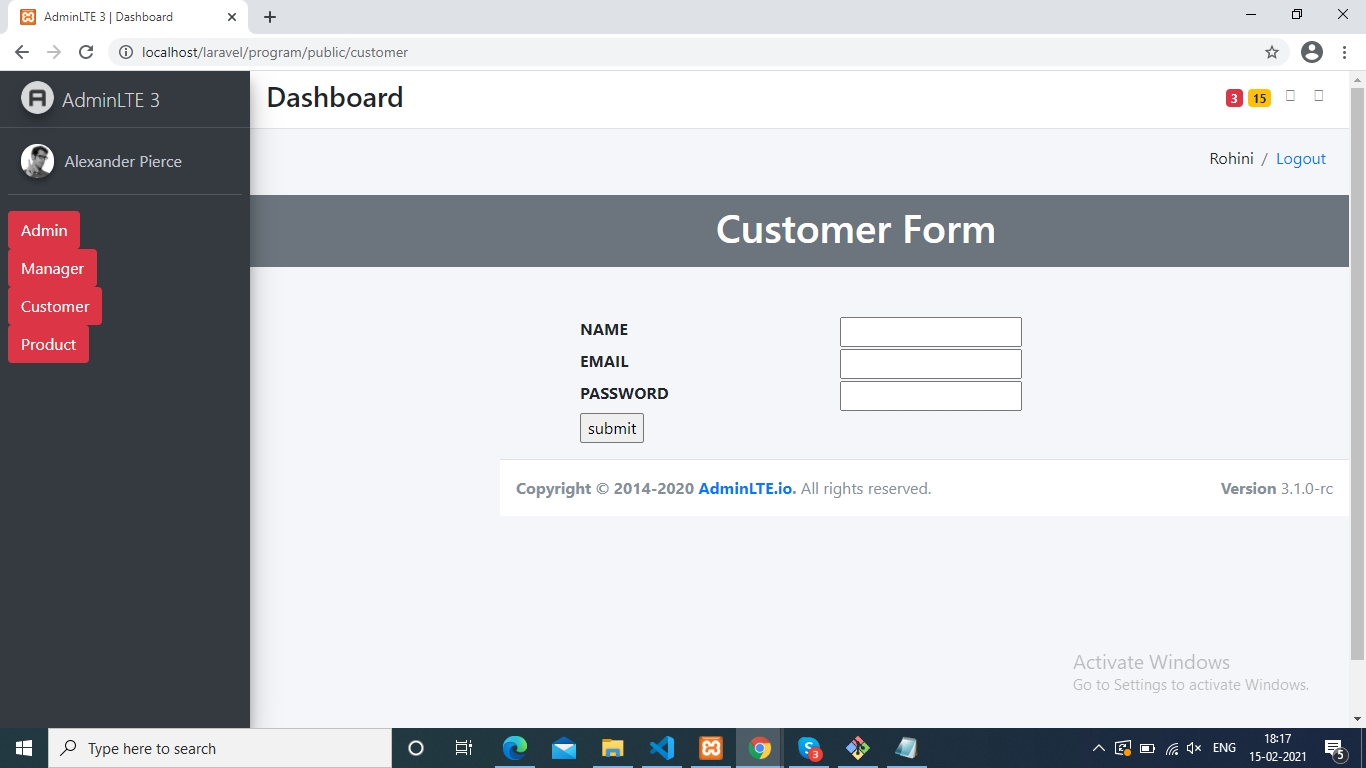 AdminLTE 3 | Dashboard
localhost/laravel/program/public/customer
AdminLTE 3
Dashboard
3 15
Alexander Pierce
Rohini / Logout
Admin
Manager
Customer
Product
Customer Form
NAME
EMAIL
PASSWORD
submit
Copyright © 2014-2020 AdminLTE.io. All rights reserved.
Version 3.1.0-rc
Activate Windows
Go to Settings to activate Windows.
Type here to search
3
ENG
18:17
15-02-2021
5